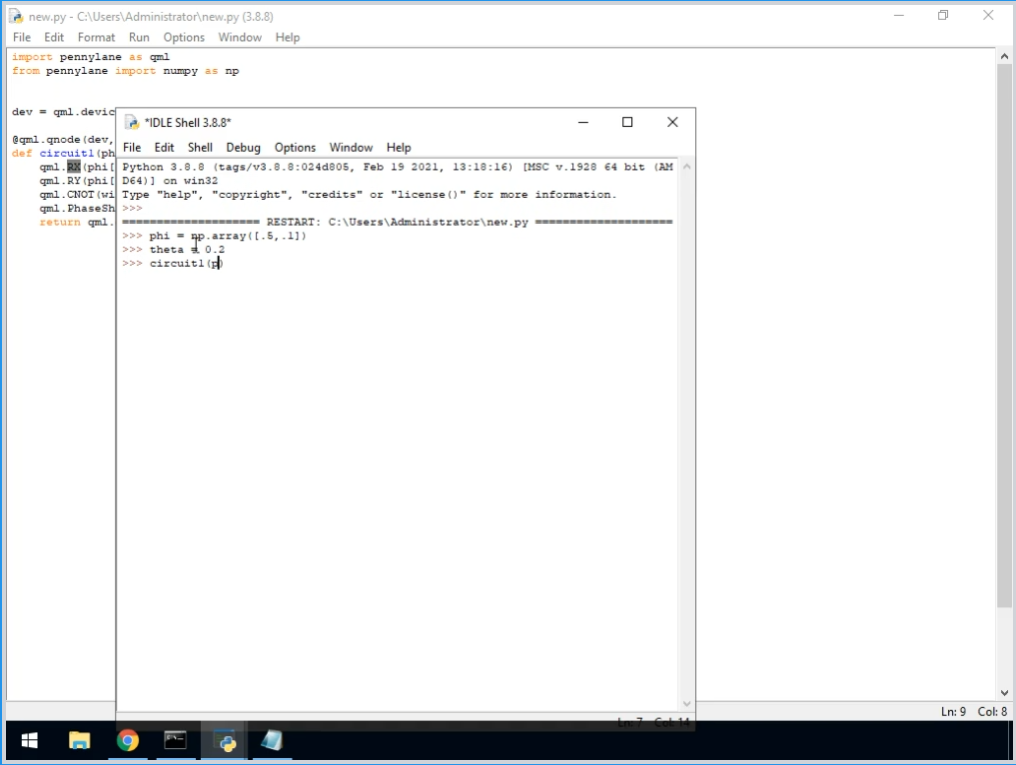 new.py - C:\Users\Administrator\new.py (3.8.8)
File Edit Format Run Options Window Help
import pennylane as qml
from pennylane import numpy as np
dev = qml.devic
@qml.qnode(dev,
def circuit1(ph
qml.RX(phi[
qml.RY(phi[
qml.CNOT(wi
qml.PhaseSh
return qml.
*IDLE Shell 3.8.8*
File Edit Shell Debug Options Window Help
Python 3.8.8 (tags/v3.8.8:024d805, Feb 19 2021, 13:18:16) [MSC v.1928 64 bit (AM
D64)] on win32
Type "help", "copyright", "credits" or "license()" for more information.
>>>
==================== RESTART: C:\Users\Administrator\new.py ====================
>>> phi = np.array([.5,.1])
>>> theta = 0.2
>>> circuit1(p)
Ln: 7 Col: 14
Ln: 9 Col: 8